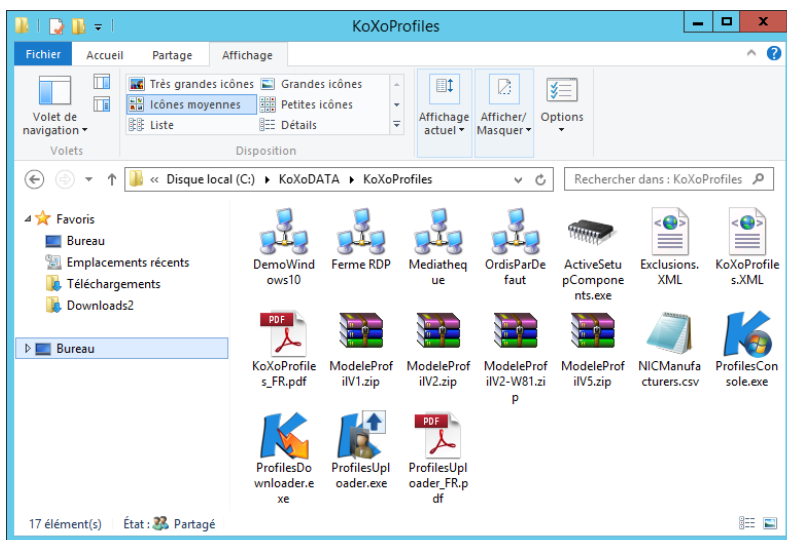 KoXoProfiles
Fichier Accueil Partage Affichage
Très grandes icônes Grandes icônes
Icônes moyennes Petites icônes
Liste Détails
Volet de
navigation
Affichage
actuel
Afficher/
Masquer
Options
Volets Disposition
« Disque local (C:) KoXoDATA KoXoProfiles
Rechercher dans : KoXoProfiles
Favoris
Bureau
Emplacements récents
Téléchargements
Downloads2
Bureau
DemoWind
ows10
Ferme RDP
Mediatheq
ue
OrdisParDe
faut
ActiveSetu
pCompone
nts.exe
Exclusions.
XML
KoXoProfile
s.XML
PDF
KoXoProfile
s_FR.pdf
ModeleProf
ilV1.zip
ModeleProf
ilV2.zip
ModeleProf
ilV2-W81.zi
p
ModeleProf
ilV5.zip
NICManufa
cturers.csv
ProfilesCon
sole.exe
ProfilesDo
wnloader.e
xe
ProfilesUpl
oader.exe
PDF
ProfilesUpl
oader_FR.p
df
17 élément(s) État : Partagé